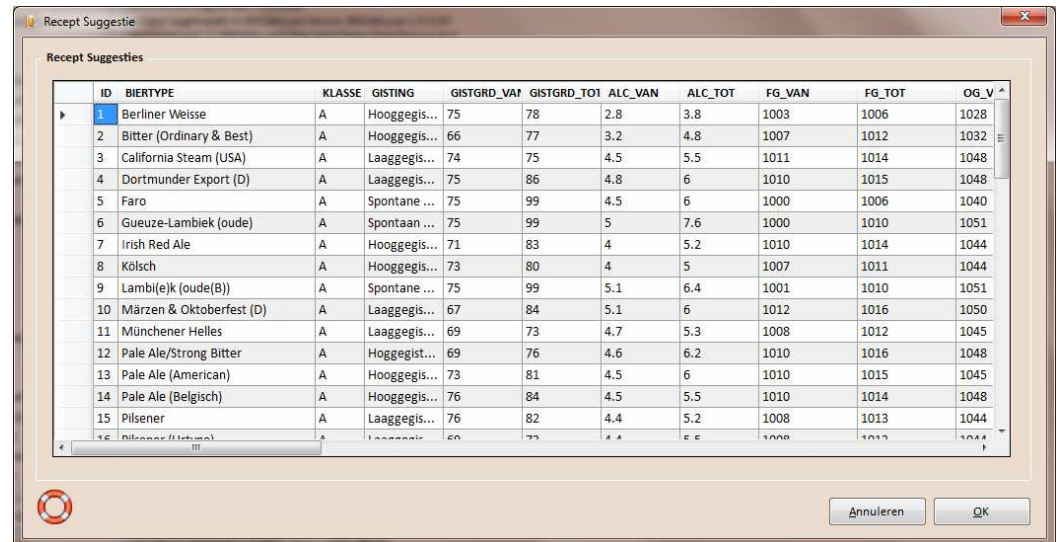 Recept Suggestie
Recept Suggesties
ID BIERTYPE KLASSE GISTING GISTGRD_VAN GISTGRD_TOT ALC_VAN ALC_TOT FG_VAN FG_TOT OG_V
1 Berliner Weisse A Hooggegis... 75 78 2.8 3.8 1003 1006 1028
2 Bitter (Ordinary & Best) A Hooggegis... 66 77 3.2 4.8 1007 1012 1032
3 California Steam (USA) A Laaggegis... 74 75 4.5 5.5 1011 1014 1048
4 Dortmunder Export (D) A Laaggegis... 75 86 4.8 6 1010 1015 1048
5 Faro A Spontane ... 75 99 4.5 6 1000 1006 1040
6 Gueuze-Lambiek (oude) A Spontaan ... 75 99 5 7.6 1000 1010 1051
7 Irish Red Ale A Hooggegis... 71 83 4 5.2 1010 1014 1044
8 Kölsch A Hooggegis... 73 80 4 5 1007 1011 1044
9 Lambi(e)k (oude(B)) A Spontane ... 75 99 5.1 6.4 1001 1010 1051
10 Märzen & Oktoberfest (D) A Laaggegis... 67 84 5.1 6 1012 1016 1050
11 Münchener Helles A Laaggegis... 69 73 4.7 5.3 1008 1012 1045
12 Pale Ale/Strong Bitter A Hoggegist... 69 76 4.6 6.2 1010 1016 1048
13 Pale Ale (American) A Hooggegis... 73 81 4.5 6 1010 1015 1045
14 Pale Ale (Belgisch) A Hooggegis... 76 84 4.5 5.5 1010 1014 1048
15 Pilsener A Laaggegis... 76 82 4.4 5.2 1008 1013 1044
Annuleren OK